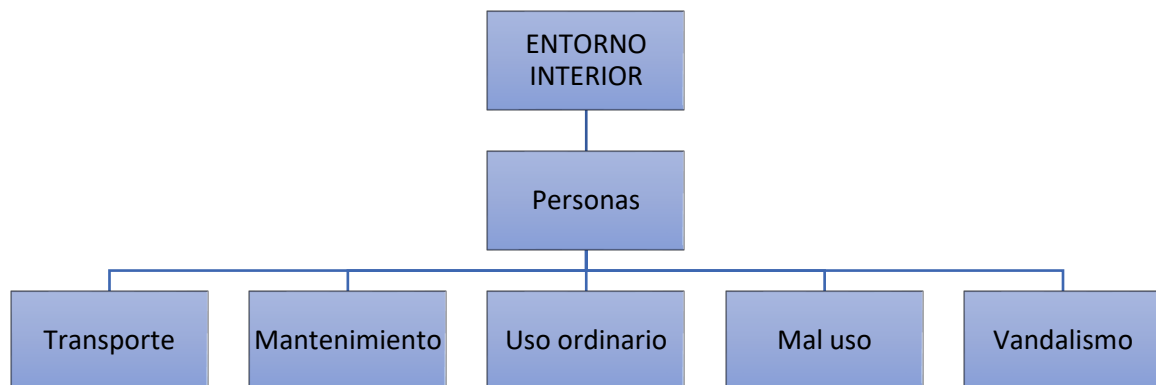 ENTORNO
INTERIOR
Personas
Transporte
Mantenimiento
Uso ordinario
Mal uso
Vandalismo